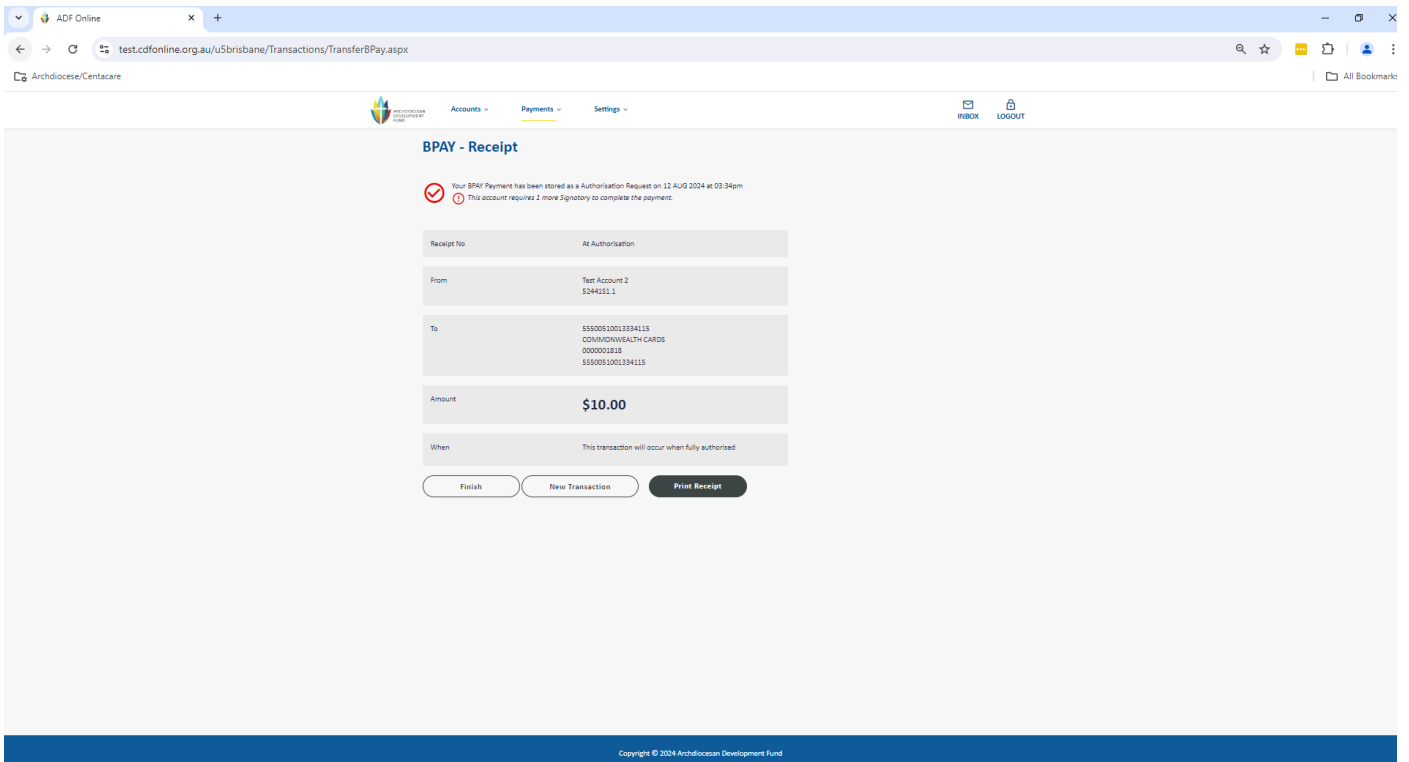 ADF Online
test.cdfonline.org.au/u5brisbane/Transactions/TransferBPay.aspx
Archdiocese/Centacare
All Bookmarks
ARCHDIOCESAN
DEVELOPMENT
FUND
Accounts
Payments
Settings
INBOX
LOGOUT
BPAY - Receipt
Your BPAY Payment has been stored as a Authorisation Request on 12 AUG 2024 at 03:34pm
This account requires 1 more Signatory to complete the payment.
Receipt No
At Authorisation
From
Test Account 2
5244151.1
To
55500510013334115
COMMONWEALTH CARDS
0000001818
5550051001334115
Amount
$10.00
When
This transaction will occur when fully authorised
Finish
New Transaction
Print Receipt
Copyright © 2024 Archdiocesan Development Fund